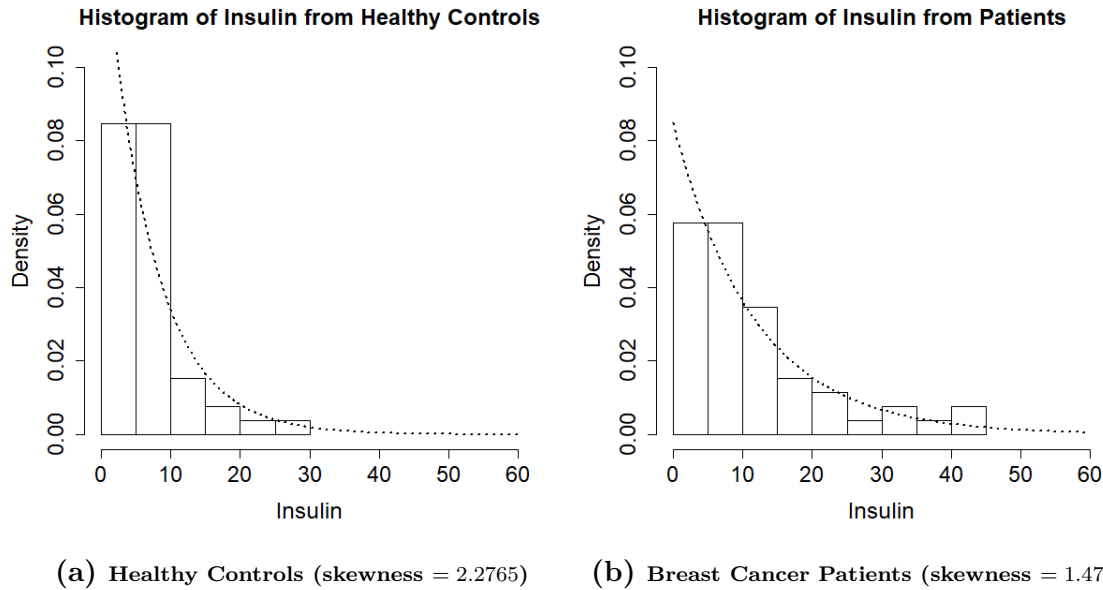 Histogram of Insulin from Healthy Controls
0.00 0.02 0.04 0.06 0.08 0.10
Density
0 10 20 30 40 50 60
Insulin
(a) Healthy Controls (skewness = 2.2765)
Histogram of Insulin from Patients
0.00 0.02 0.04 0.06 0.08 0.10
Density
0 10 20 30 40 50 60
Insulin
(b) Breast Cancer Patients (skewness = 1.47